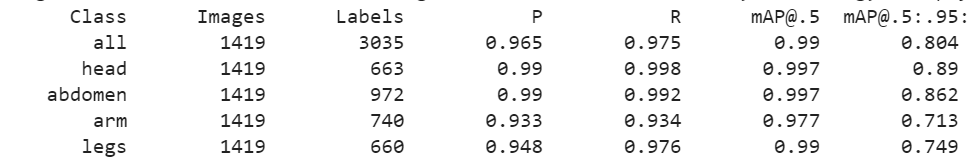 Class Images Labels P R mAP@.5 mAP@.5:.95:
all 1419 3035 0.965 0.975 0.99 0.804
head 1419 663 0.99 0.998 0.997 0.89
abdomen 1419 972 0.99 0.992 0.997 0.862
arm 1419 740 0.933 0.934 0.977 0.713
legs 1419 660 0.948 0.976 0.99 0.749